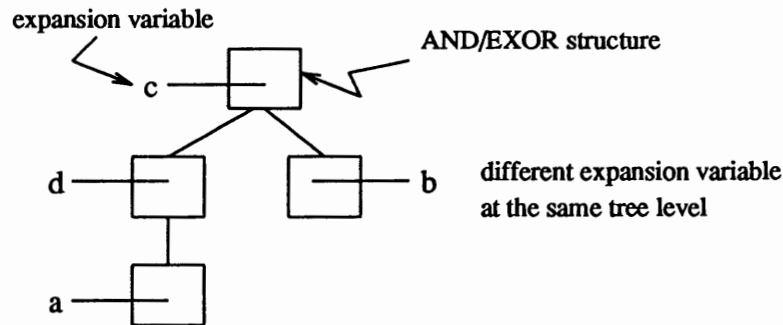 expansion variable
AND/EXOR structure
c
d
b
different expansion variable
at the same tree level
a